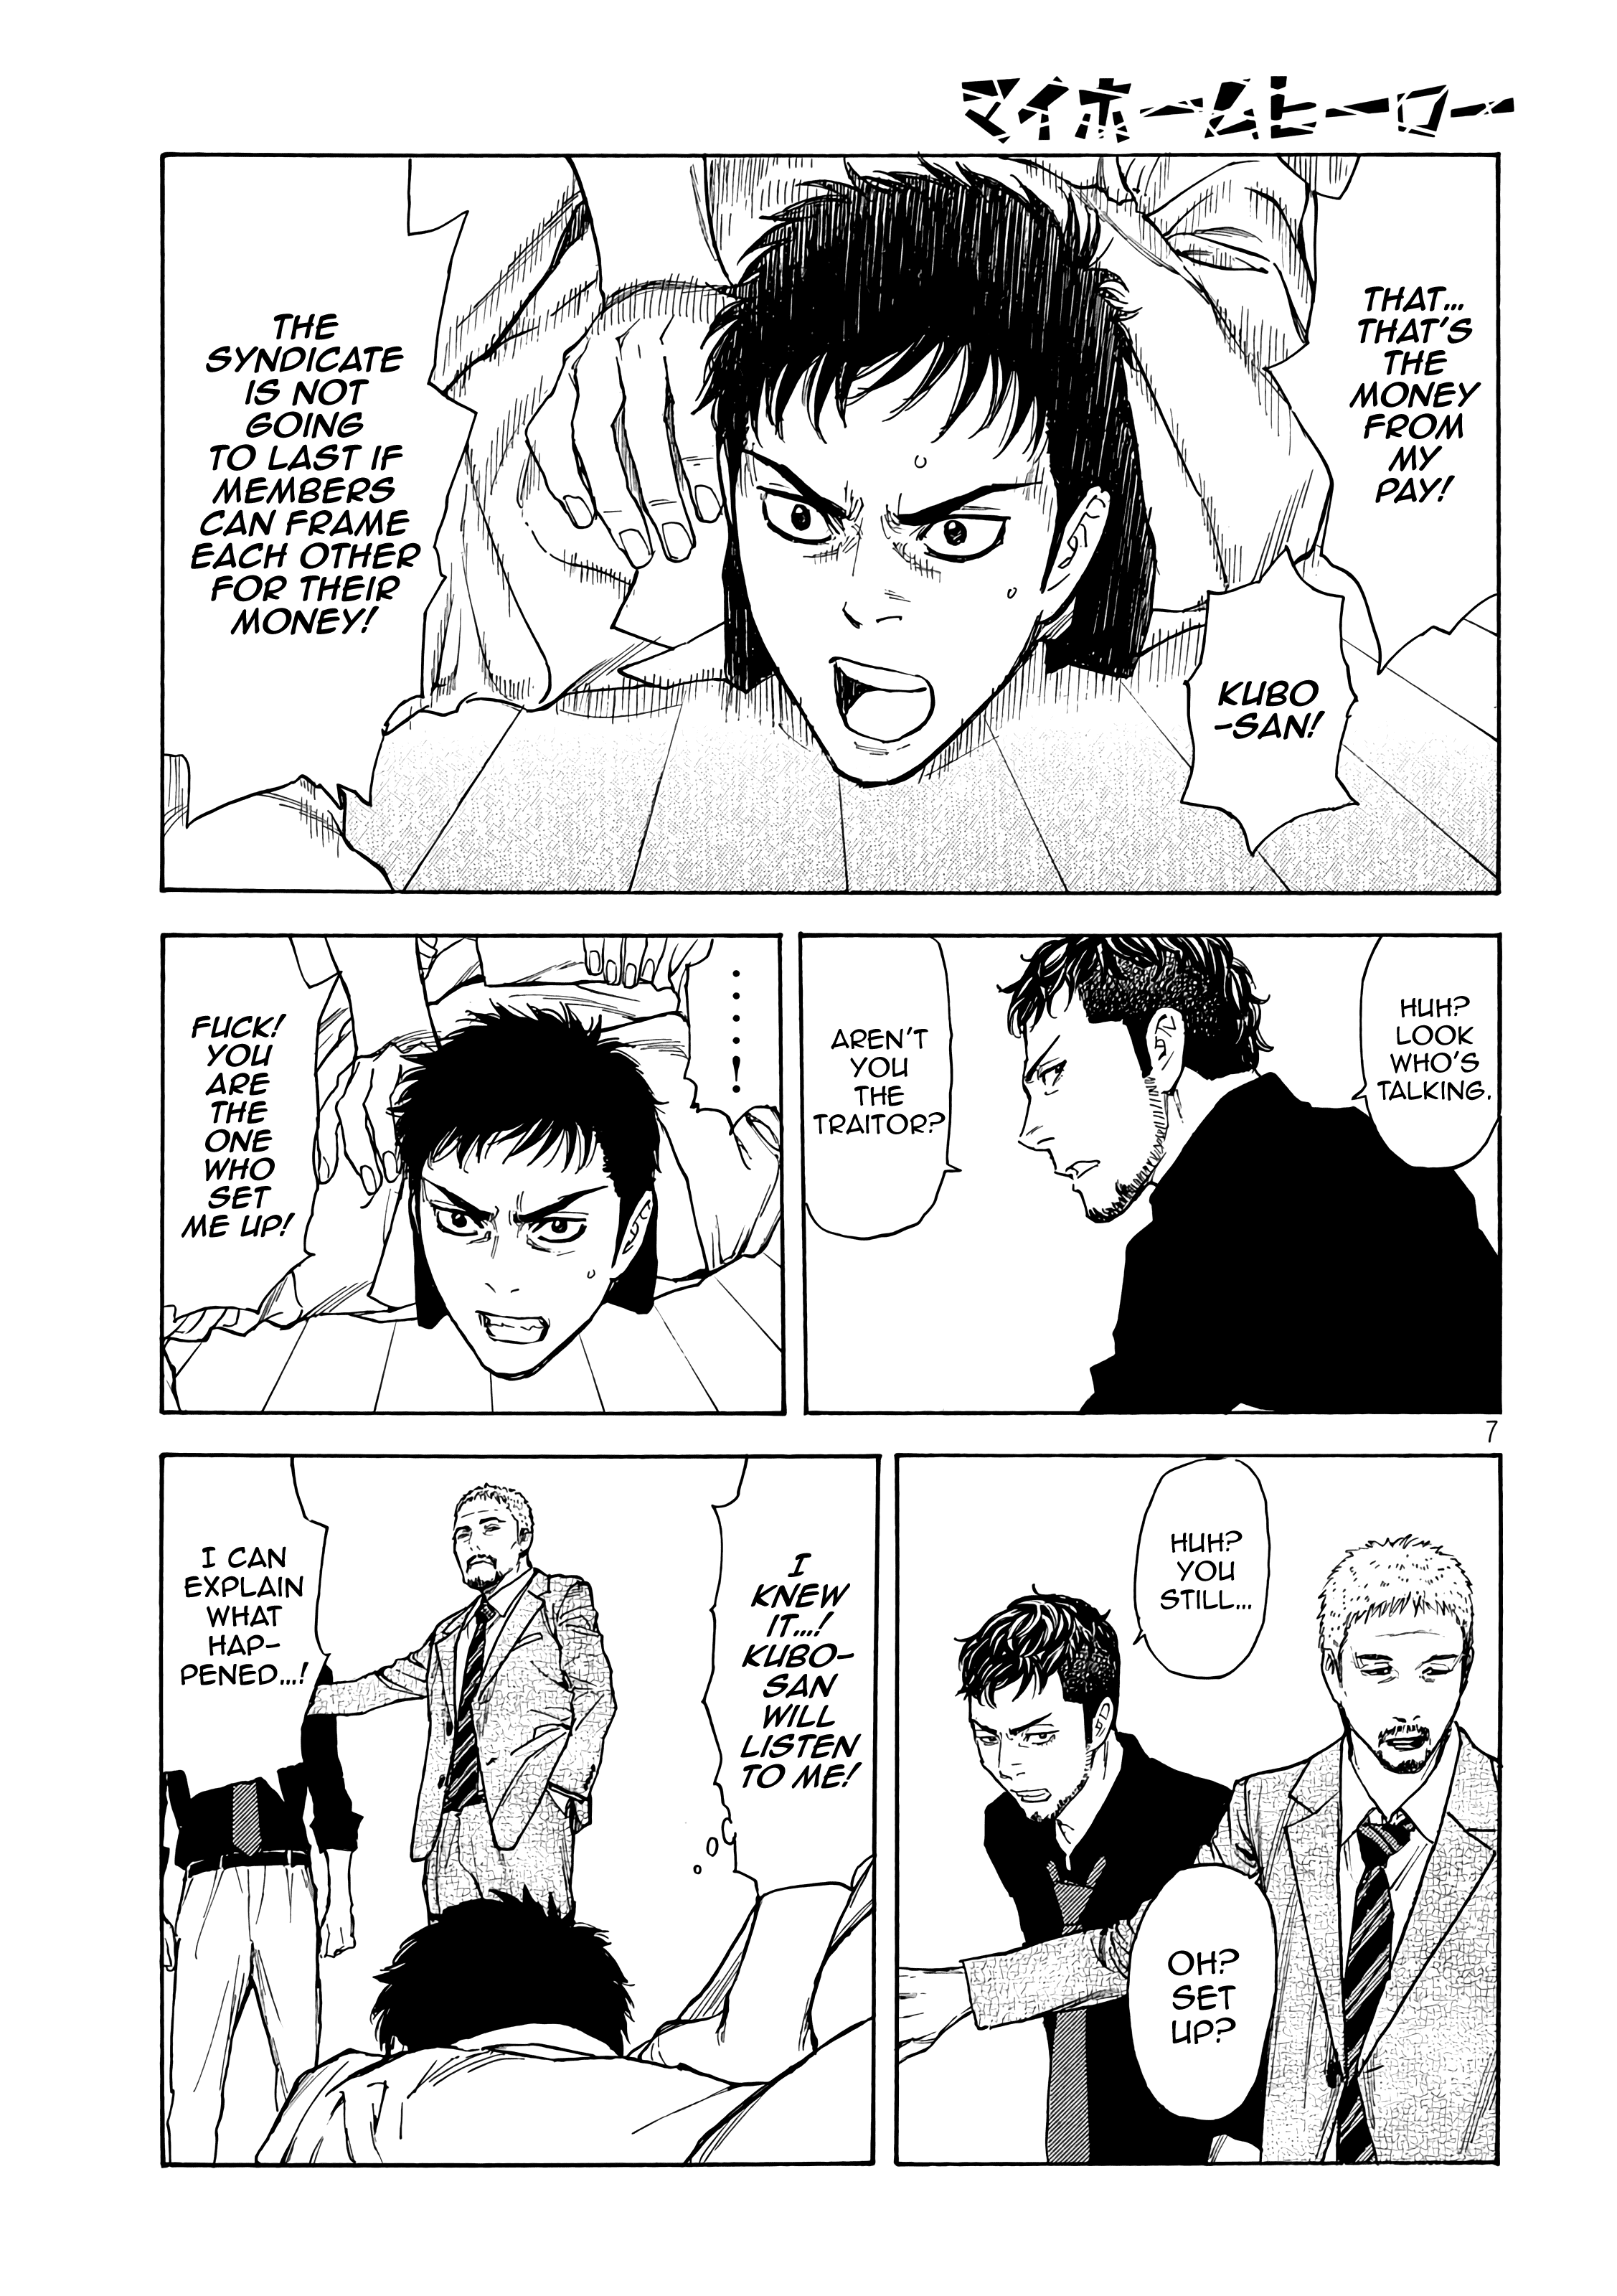 マイホームヒーロー
THAT...
THAT'S
THE
MONEY
FROM
MY
PAY!
KUBO
-SAN!
THE
SYNDICATE
IS NOT
GOING
TO LAST IF
MEMBERS
CAN FRAME
EACH OTHER
FOR THEIR
MONEY!
HUH?
LOOK
WHO'S
TALKING.
AREN'T
YOU
THE
TRAITOR?
・・・・・!
FUCK!
YOU
ARE
THE
ONE
WHO
SET
ME UP!
7
HUH?
YOU
STILL...
OH?
SET
UP?
I
KNEW
IT...!
KUBO-
SAN
WILL
LISTEN
TO ME!
I CAN
EXPLAIN
WHAT
HAP-
PENED...!